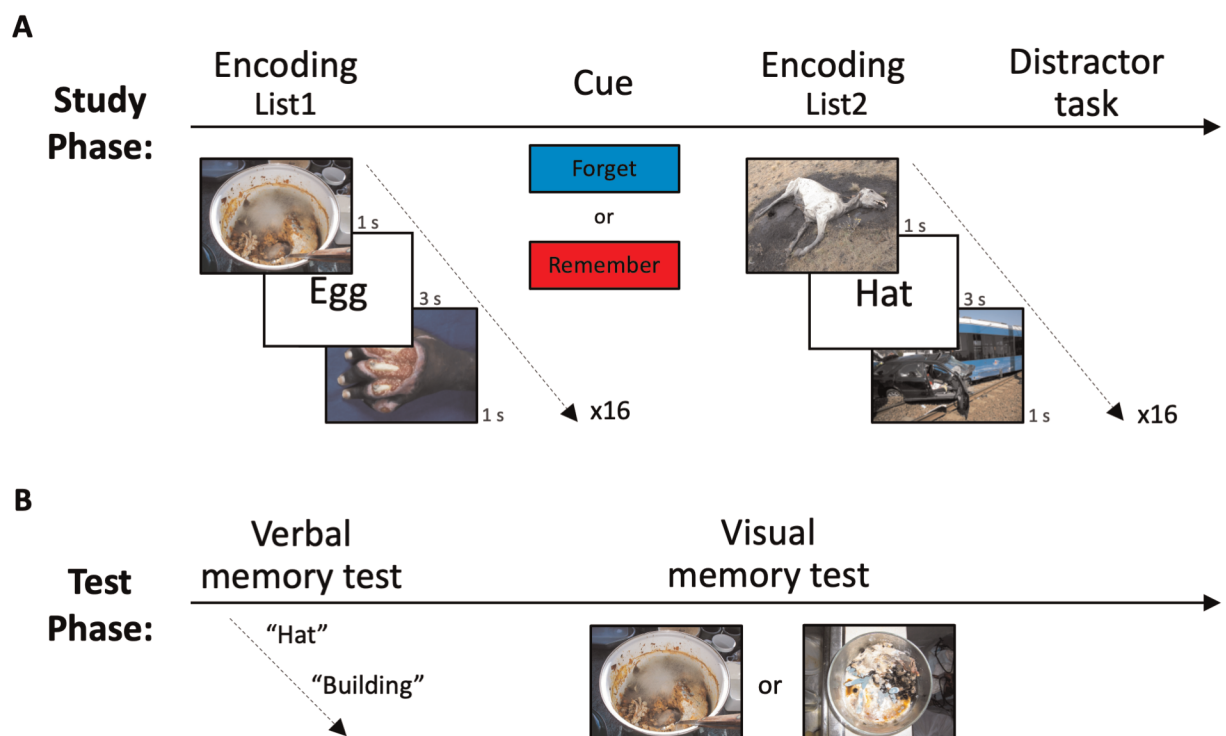 A
Study
Phase:
Encoding
List1
Cue
Encoding
List2
Distractor
task
1 s
Egg
3 s
1 s
x16
Forget
or
Remember
1 s
Hat
3 s
1 s
x16
B
Test
Phase:
Verbal
memory test
Visual
memory test
“Hat”
“Building”
or